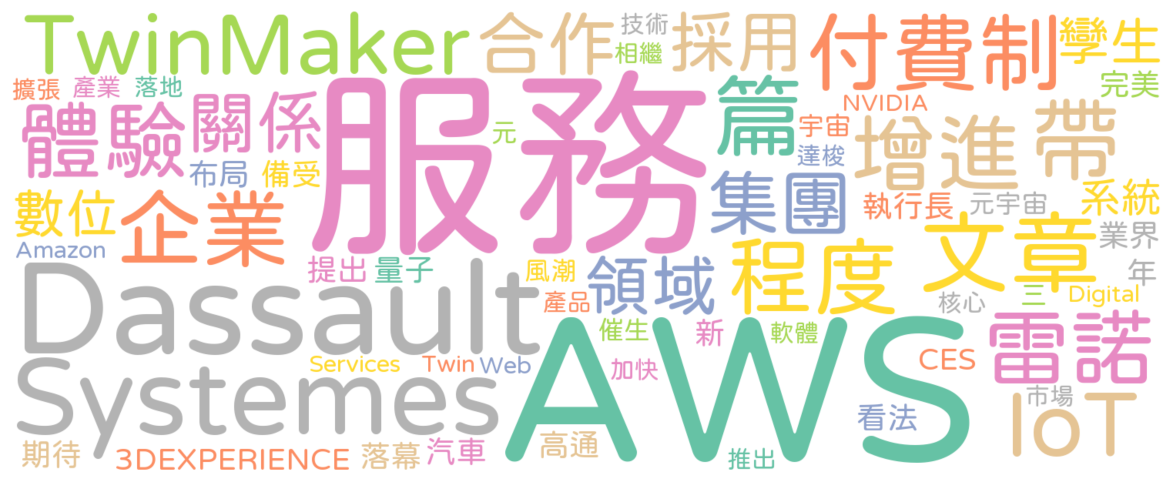 TwinMaker 合作 技術 相繼 採用 付費制 孿生
擴張 產業 落地 服務 篇 NVIDIA 完美
體驗 關係 元 宇宙 增進 帶
布局 備受 達梭
數位 企業 集團 執行長 元宇宙 系統
Amazon 提出 量子 風潮 領域 程度 文章 業界
Dassault 產品 核心 三 Digital 年
Systemes AWS 催生 新 軟體 雷諾
Services Twin Web 加快 CES
市場
看法 IoT
期待 3DEXPERIENCE 落幕 汽車 高通 推出